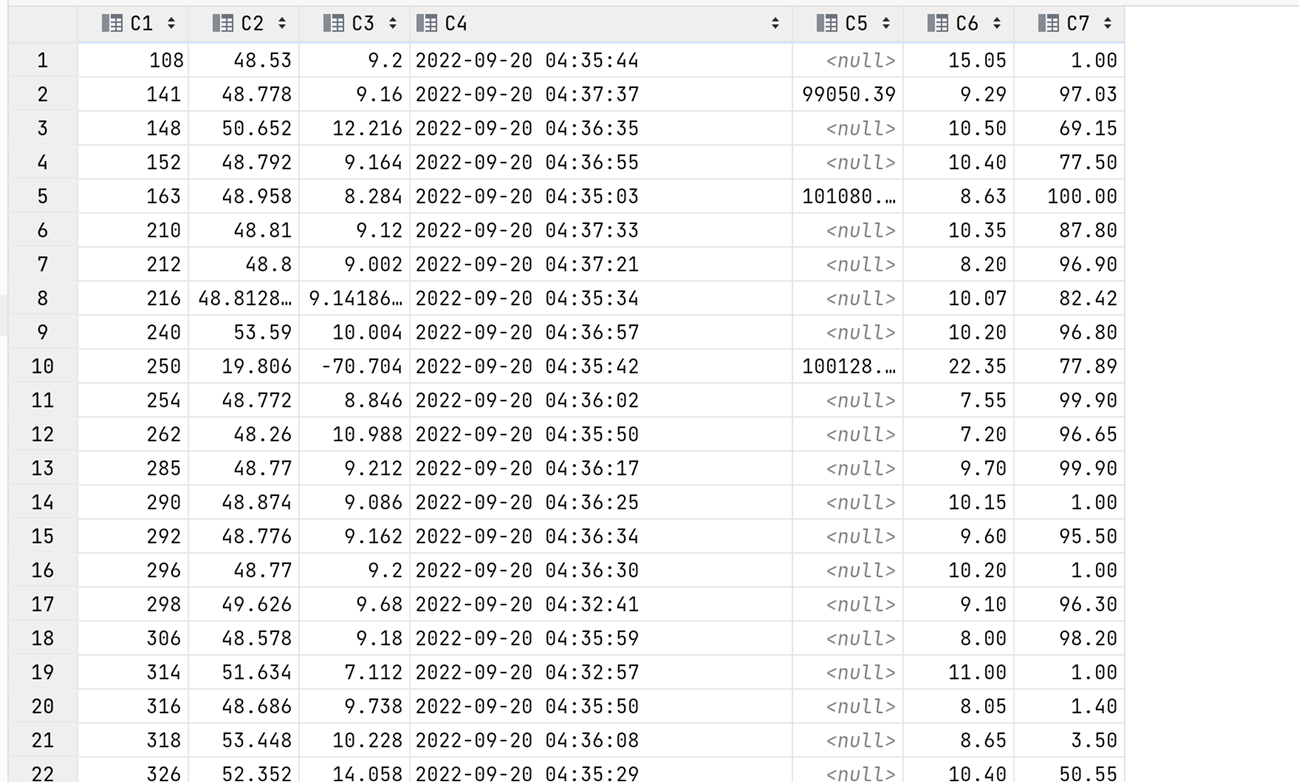 C1 C2 C3 C4 C5 C6 C7
1 108 48.53 9.2 2022-09-20 04:35:44 <null> 15.05 1.00
2 141 48.778 9.16 2022-09-20 04:37:37 99050.39 9.29 97.03
3 148 50.652 12.216 2022-09-20 04:36:35 <null> 10.50 69.15
4 152 48.792 9.164 2022-09-20 04:36:55 <null> 10.40 77.50
5 163 48.958 8.284 2022-09-20 04:35:03 101080.… 8.63 100.00
6 210 48.81 9.12 2022-09-20 04:37:33 <null> 10.35 87.80
7 212 48.8 9.002 2022-09-20 04:37:21 <null> 8.20 96.90
8 216 48.8128… 9.14186… 2022-09-20 04:35:34 <null> 10.07 82.42
9 240 53.59 10.004 2022-09-20 04:36:57 <null> 10.20 96.80
10 250 19.806 -70.704 2022-09-20 04:35:42 100128.… 22.35 77.89
11 254 48.772 8.846 2022-09-20 04:36:02 <null> 7.55 99.90
12 262 48.26 10.988 2022-09-20 04:35:50 <null> 7.20 96.65
13 285 48.77 9.212 2022-09-20 04:36:17 <null> 9.70 99.90
14 290 48.874 9.086 2022-09-20 04:36:25 <null> 10.15 1.00
15 292 48.776 9.162 2022-09-20 04:36:34 <null> 9.60 95.50
16 296 48.77 9.2 2022-09-20 04:36:30 <null> 10.20 1.00
17 298 49.626 9.68 2022-09-20 04:32:41 <null> 9.10 96.30
18 306 48.578 9.18 2022-09-20 04:35:59 <null> 8.00 98.20
19 314 51.634 7.112 2022-09-20 04:32:57 <null> 11.00 1.00
20 316 48.686 9.738 2022-09-20 04:35:50 <null> 8.05 1.40
21 318 53.448 10.228 2022-09-20 04:36:08 <null> 8.65 3.50
22 326 52.352 14.058 2022-09-20 04:35:29 <null> 10.40 50.55